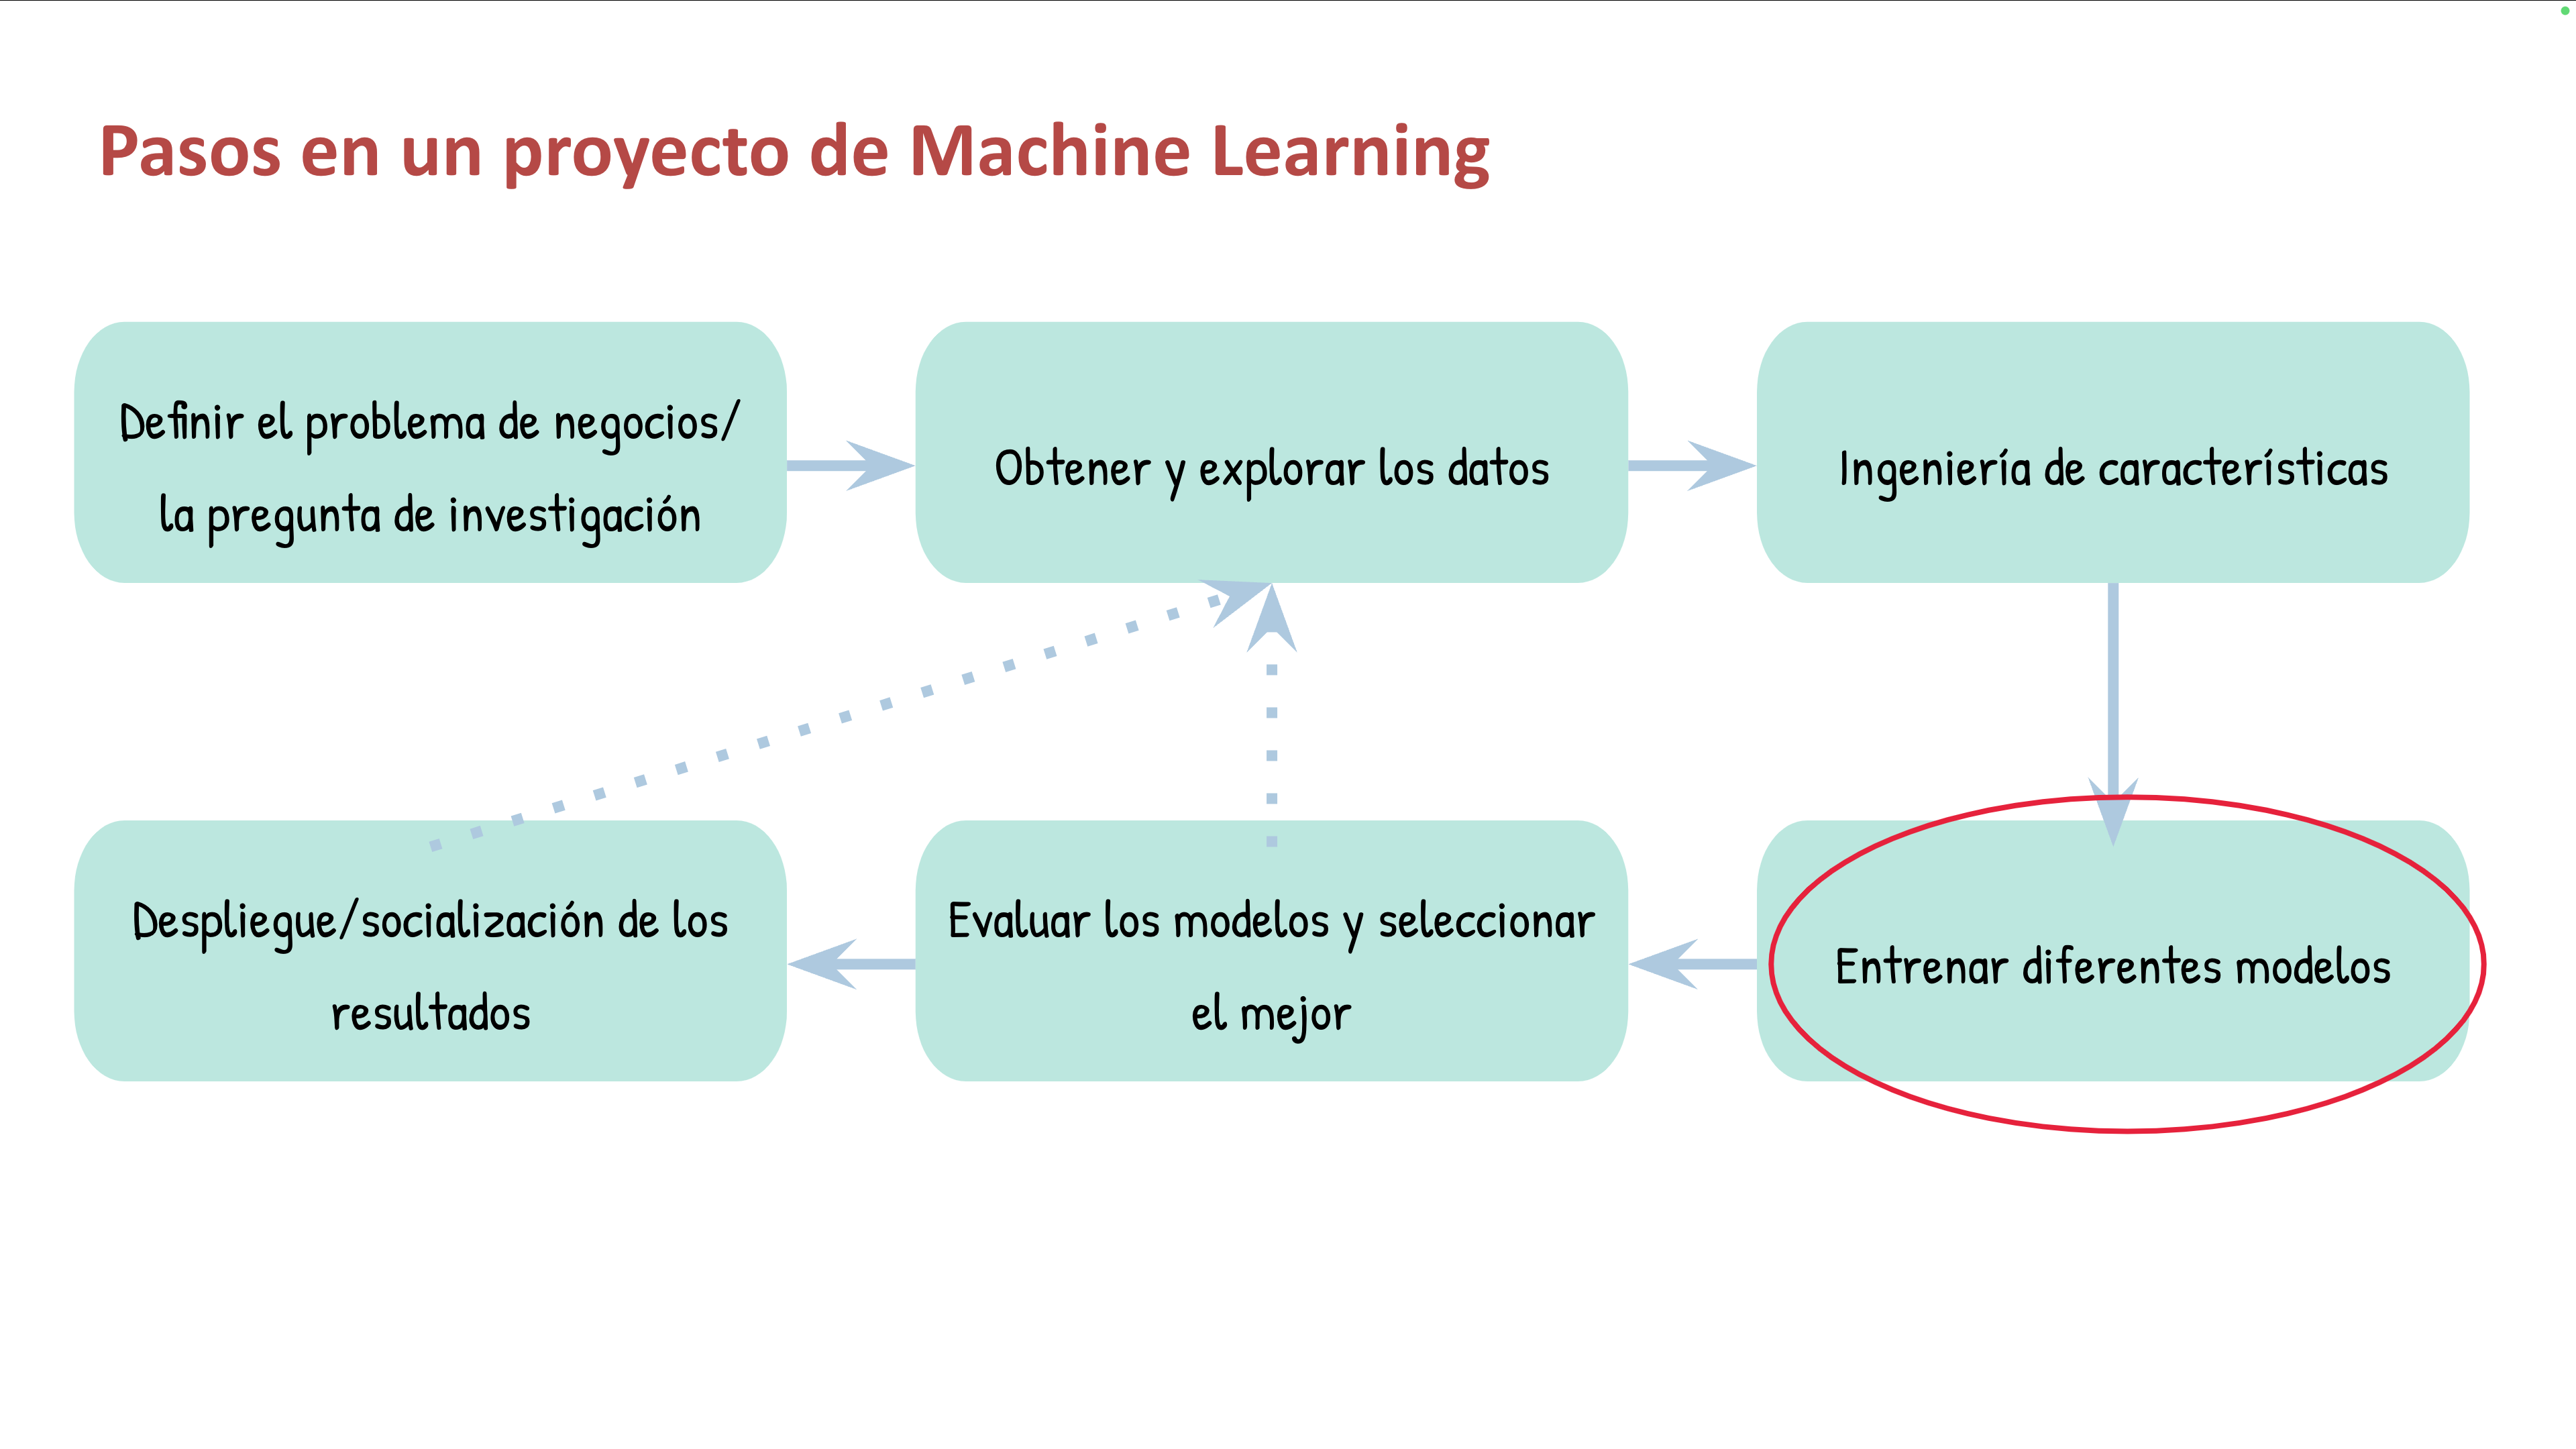 Pasos en un proyecto de Machine Learning
Definir el problema de negocios/
la pregunta de investigación
Obtener y explorar los datos
Ingeniería de características
Despliegue/socialización de los
resultados
Evaluar los modelos y seleccionar
el mejor
Entrenar diferentes modelos